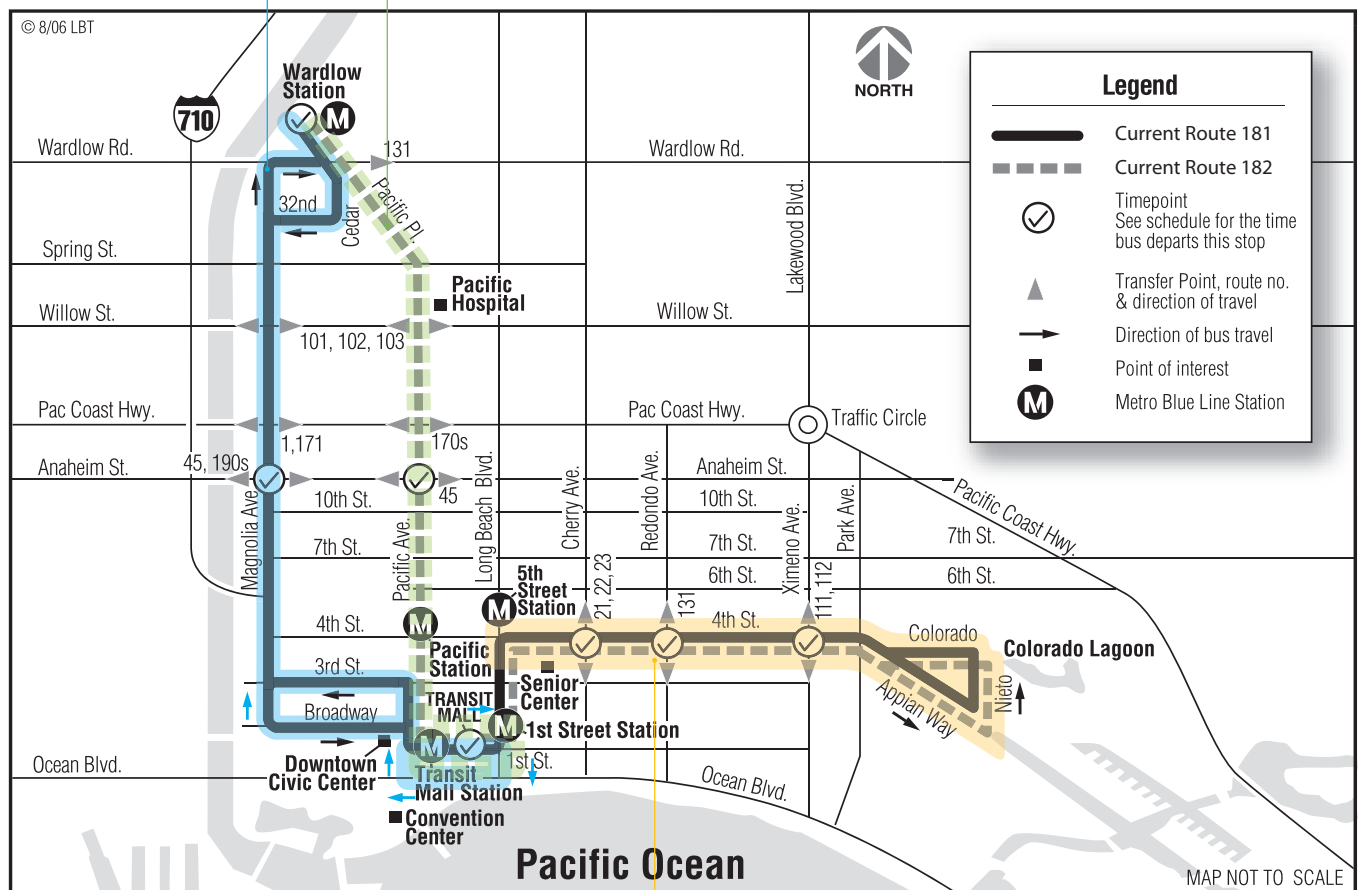 © 8/06 LBT
Wardlow
Station
M
710
NORTH
Legend
Current Route 181
Current Route 182
Timepoint
See schedule for the time
bus departs this stop
Transfer Point, route no.
& direction of travel
Direction of bus travel
Point of interest
M
Metro Blue Line Station
Wardlow Rd.
131
Wardlow Rd.
32nd
Cedar
Pacific Pl.
Lakewood Blvd.
Spring St.
Pacific
Hospital
Willow St.
Willow St.
101, 102, 103
Pac Coast Hwy.
Pac Coast Hwy.
Traffic Circle
1,171
170s
45, 190s
Anaheim St.
Anaheim St.
45
10th St.
10th St.
Pacific Coast Hwy.
Magnolia Ave
Pacific Ave.
Long Beach Blvd.
Cherry Ave.
Redondo Ave.
Ximeno Ave.
Park Ave.
7th St.
7th St.
7th St.
6th St.
6th St.
5th
Street
Station
M
21, 22, 23
131
111, 112
M
4th St.
4th St.
Pacific
Station
Colorado
Colorado Lagoon
3rd St.
Senior
Center
Appian Way
Nieto
TRANSIT
MALL
Broadway
M
M
1st Street Station
1st St.
Downtown
Civic Center
Transit
Mall Station
Ocean Blvd.
Ocean Blvd.
Convention
Center
Pacific Ocean
MAP NOT TO SCALE